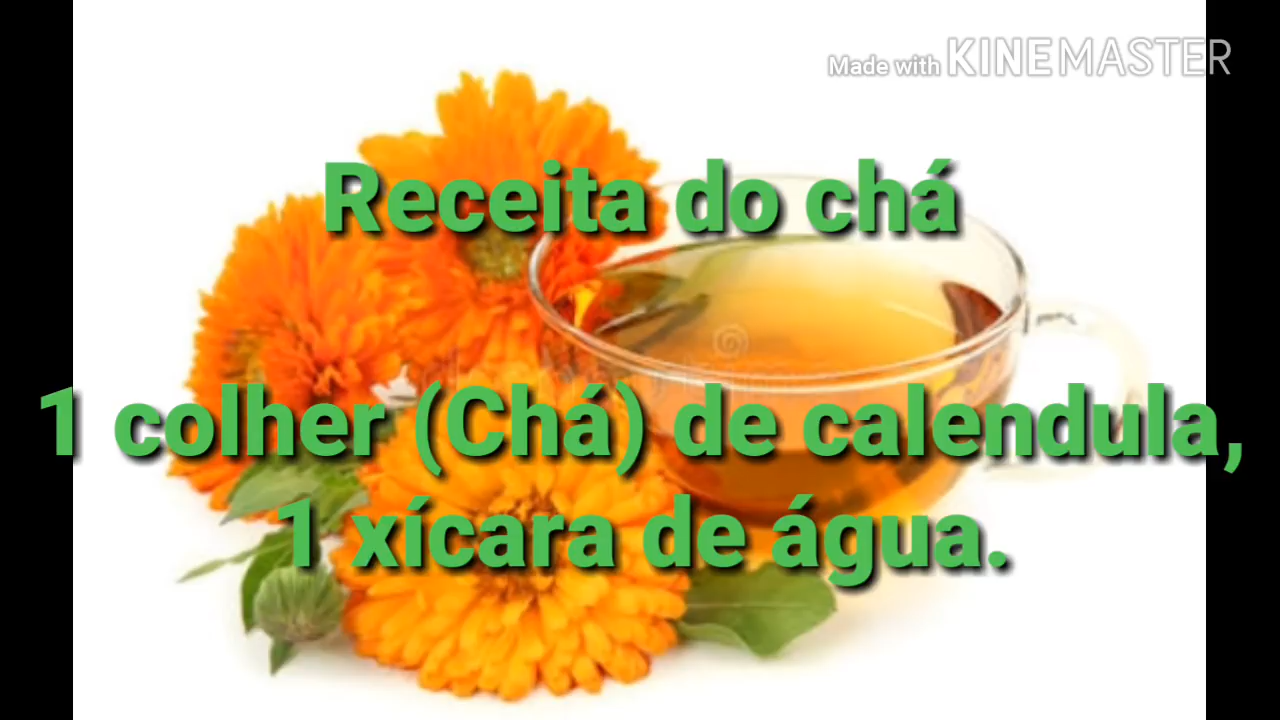 Made with KINEMASTER
Receita do chá
1 colher (Chá) de calendula,
1 xícara de água.